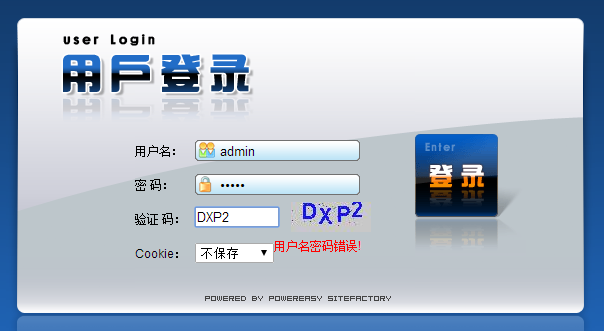 user Login
用戶登录
用户名： admin
Enter
登录
密 码： •••••
验证 码： DXP2 DXP2
用户名密码错误!
Cookie： 不保存
POWERED BY POWEREASY SITEFACTORY